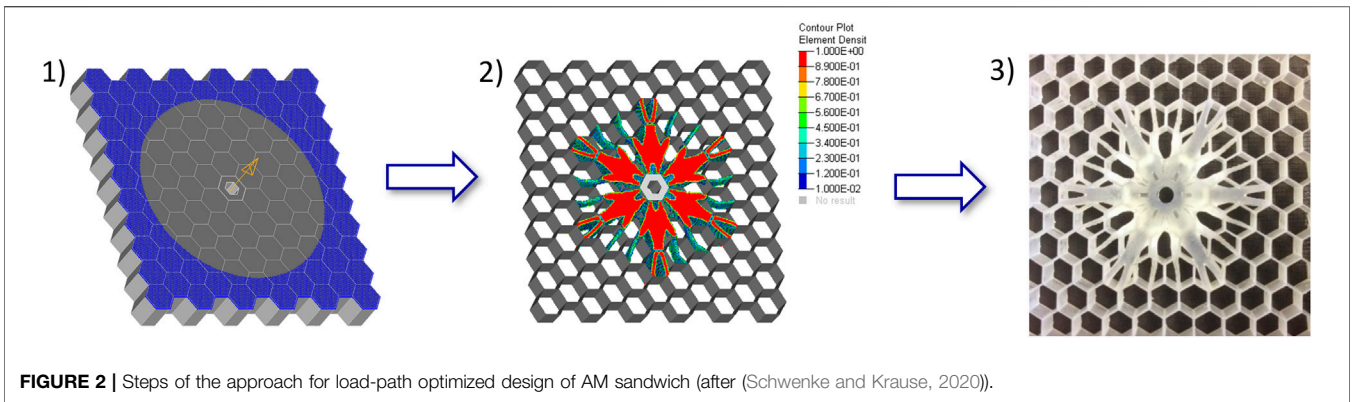 1)
2)
Contour Plot
Element Densit
1.000E+00
8.900E-01
7.800E-01
6.700E-01
5.600E-01
4.500E-01
3.400E-01
2.300E-01
1.200E-01
1.000E-02
No result
3)
FIGURE 2 | Steps of the approach for load-path optimized design of AM sandwich (after (Schwenke and Krause, 2020)).